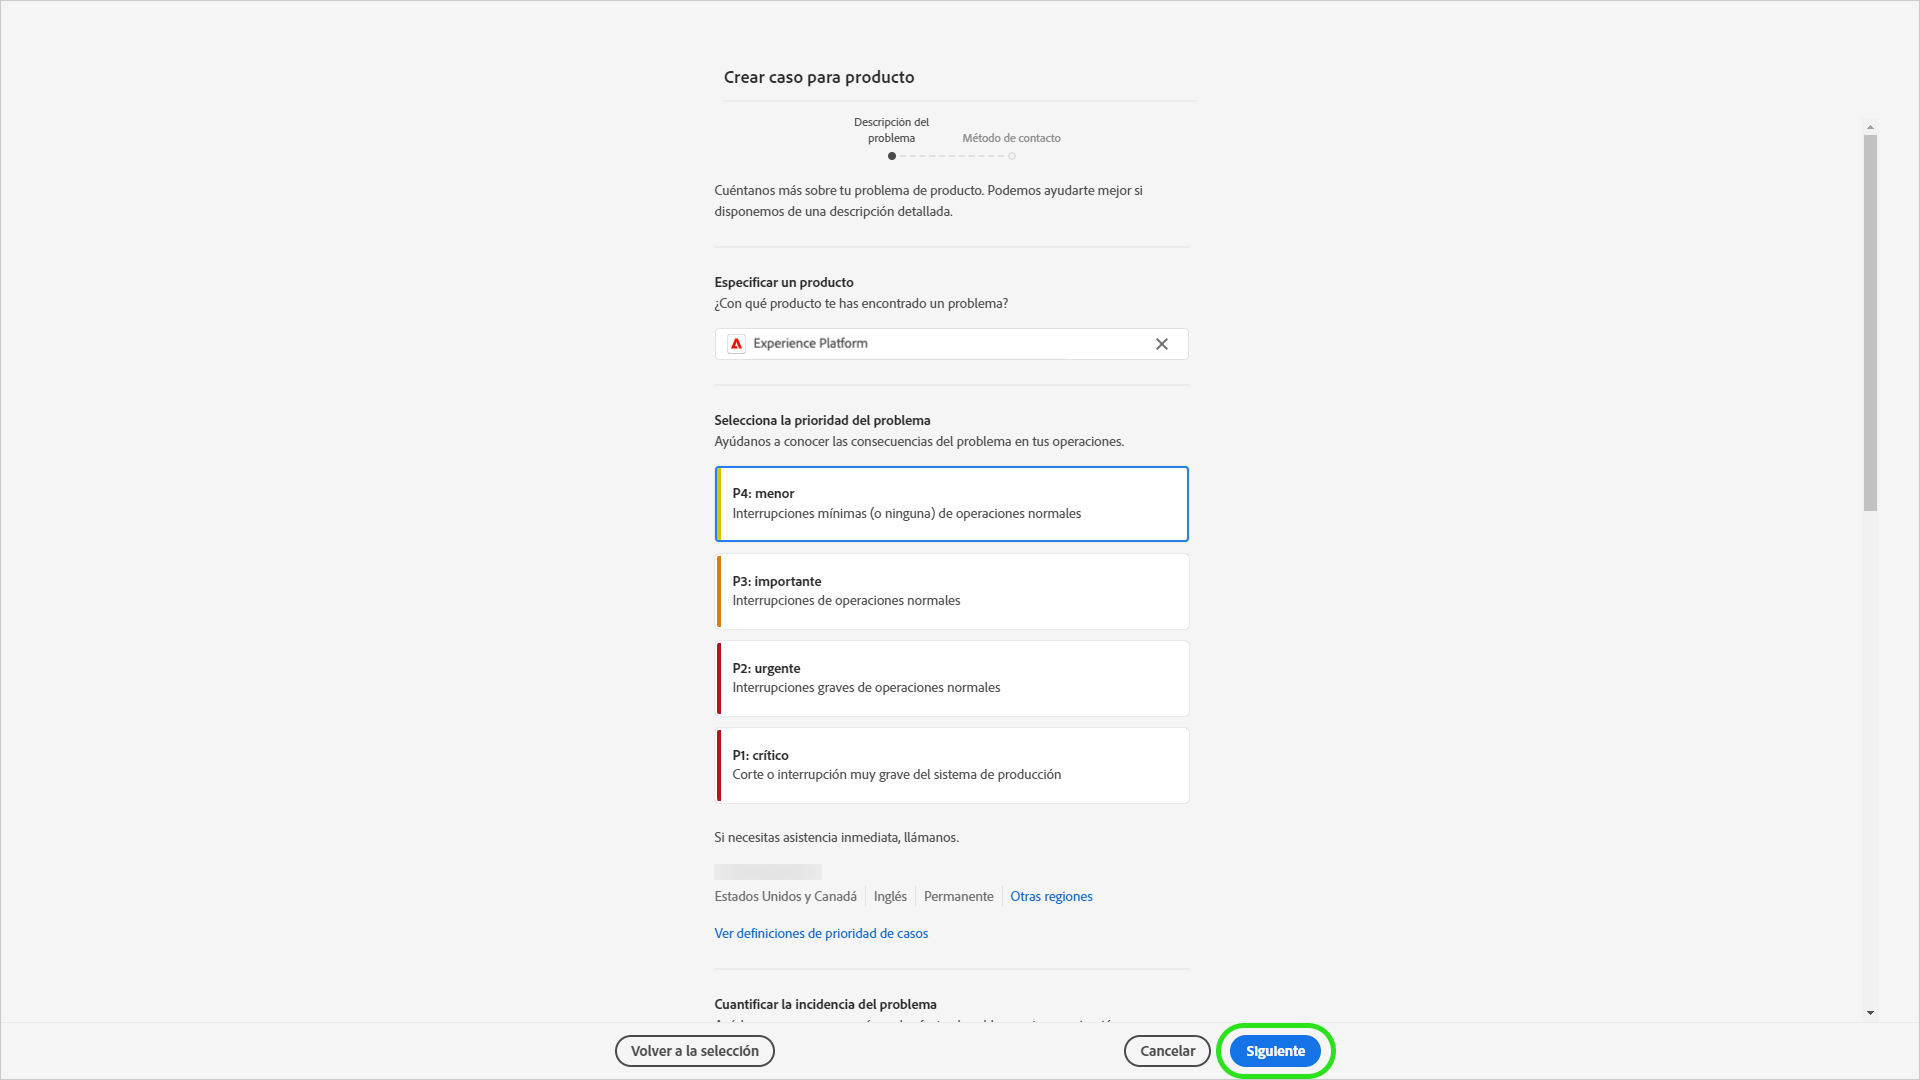 Crear caso para producto
Descripción del
problema
Método de contacto
Cuéntanos más sobre tu problema de producto. Podemos ayudarte mejor si
disponemos de una descripción detallada.
Especificar un producto
¿Con qué producto te has encontrado un problema?
Experience Platform
Selecciona la prioridad del problema
Ayúdanos a conocer las consecuencias del problema en tus operaciones.
P4: menor
Interrupciones mínimas (o ninguna) de operaciones normales
P3: importante
Interrupciones de operaciones normales
P2: urgente
Interrupciones graves de operaciones normales
P1: crítico
Corte o interrupción muy grave del sistema de producción
Si necesitas asistencia inmediata, llámanos.
Estados Unidos y Canadá Inglés Permanente Otras regiones
Ver definiciones de prioridad de casos
Cuantificar la incidencia del problema
Volver a la selección Cancelar Siguiente